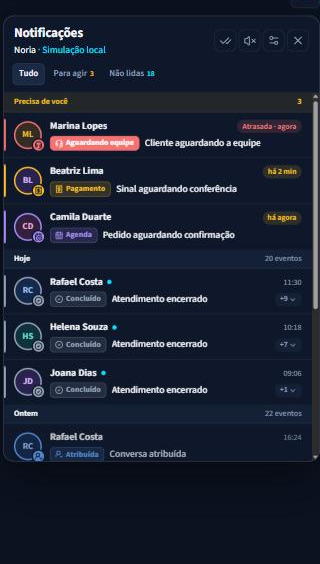 Notificações
Noria · Simulação local
Tudo Para agir 3 Não lidas 18
Precisa de você 3
ML Marina Lopes Atrasada · agora
Aguardando equipe Cliente aguardando a equipe
BL Beatriz Lima há 2 min
Pagamento Sinal aguardando conferência
CD Camila Duarte há agora
Agenda Pedido aguardando confirmação
Hoje 20 eventos
RC Rafael Costa 11:30
Concluído Atendimento encerrado +9
HS Helena Souza 10:18
Concluído Atendimento encerrado +7
JD Joana Dias 09:06
Concluído Atendimento encerrado +1
Ontem 22 eventos
RC Rafael Costa 16:24
Atribuída Conversa atribuída